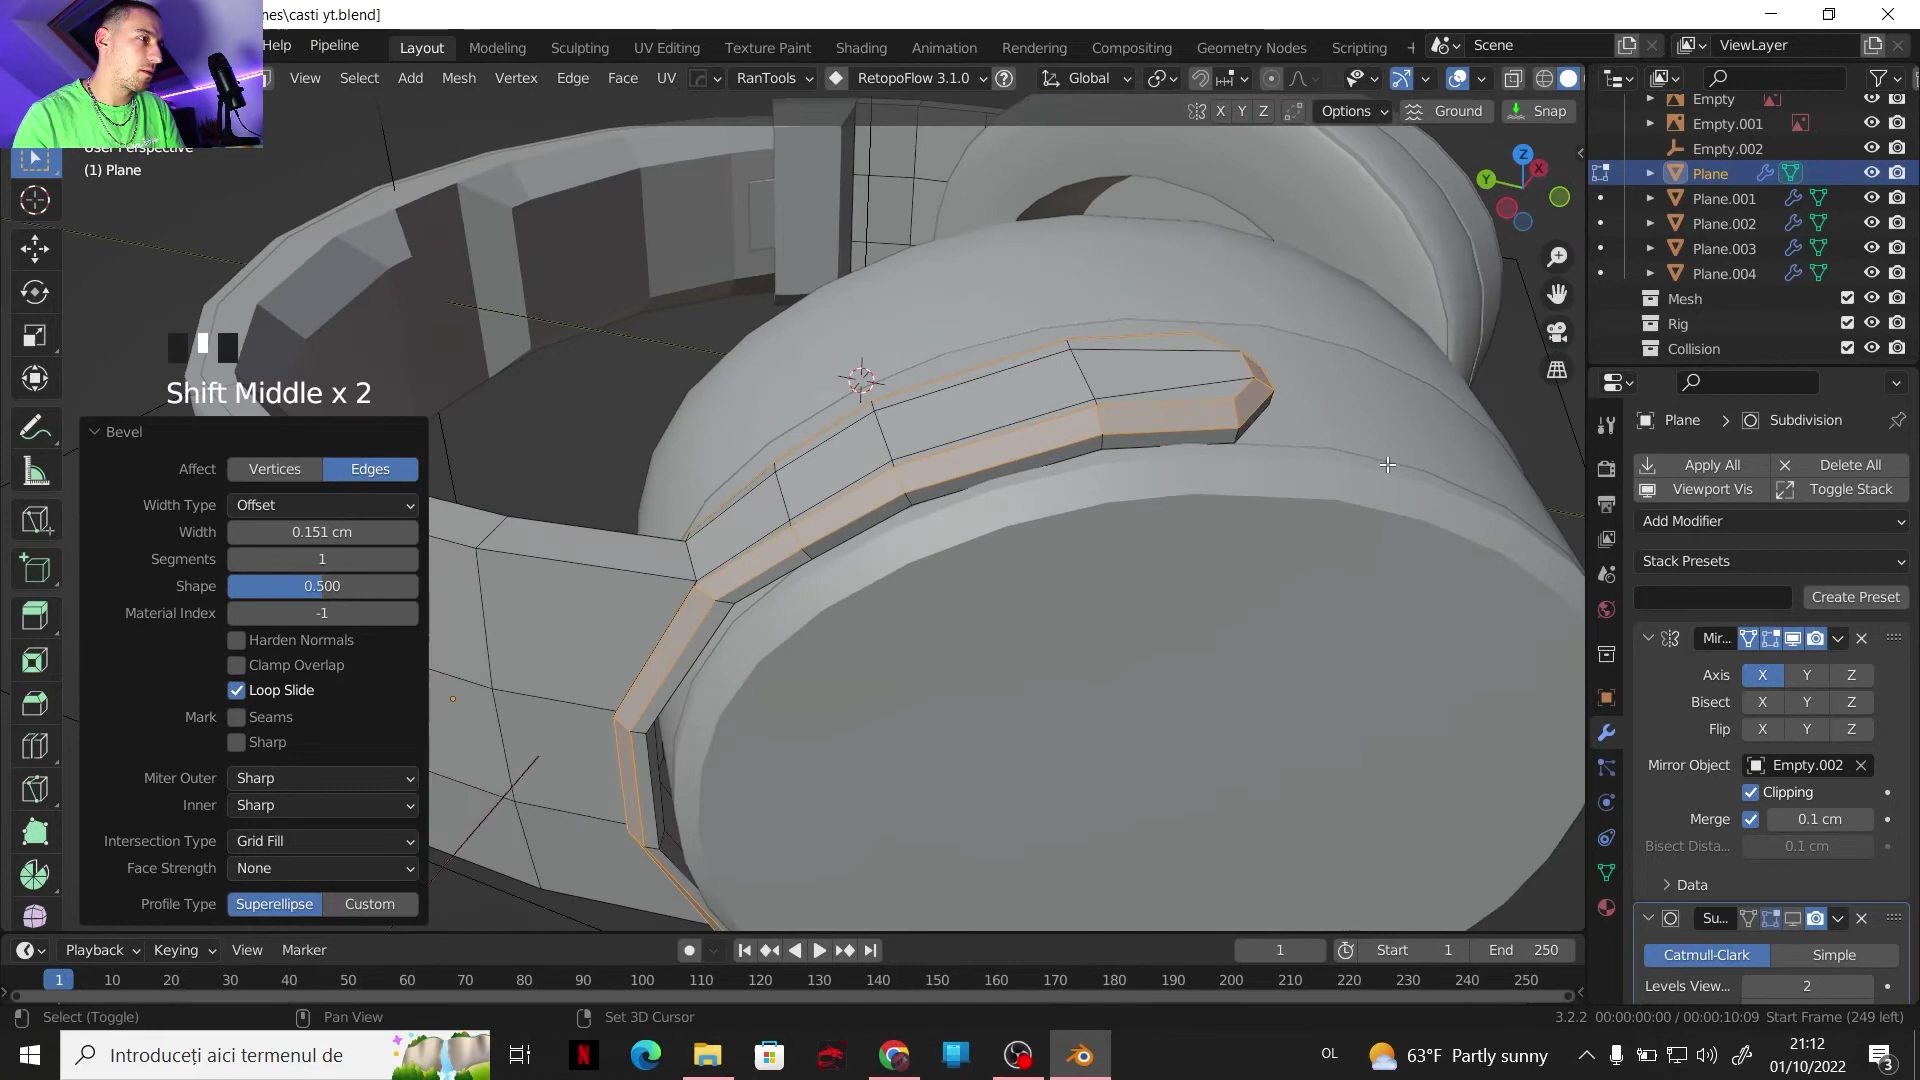 nes\casti yt.blend]
Help Pipeline Layout Modeling Sculpting UV Editing Texture Paint Shading Animation Rendering Compositing Geometry Nodes Scripting + Scene ViewLayer
View Select Add Mesh Vertex Edge Face UV RanTools RetopoFlow 3.1.0 Global
X Y Z Options Ground Snap
User Perspective
(1) Plane
Z
X
Y
Empty
Empty.001
Empty.002
Plane
Plane.001
Plane.002
Plane.003
Plane.004
Mesh
Rig
Collision
Shift Middle x 2
Bevel
Affect Vertices Edges
Width Type Offset
Width 0.151 cm
Segments 1
Shape 0.500
Material Index -1
Harden Normals
Clamp Overlap
Loop Slide
Mark Seams
Sharp
Miter Outer Sharp
Inner Sharp
Intersection Type Grid Fill
Face Strength None
Profile Type Superellipse Custom
Plane > Subdivision
Apply All Delete All
Viewport Vis Toggle Stack
Add Modifier
Stack Presets
Create Preset
Mir...
Axis X Y Z
Bisect X Y Z
Flip X Y Z
Mirror Object Empty.002
Clipping
Merge 0.1 cm
Bisect Dista... 0.1 cm
Data
Su...
Catmull-Clark Simple
Levels View... 2
Playback Keying View Marker 1 Start 1 End 250
1 10 20 30 40 50 60 70 80 90 100 110 120 130 140 150 160 170 180 190 200 210 220 230 240 250
Select (Toggle) Pan View Set 3D Cursor 3.2.2 00:00:00:00 / 00:00:10:09 Start Frame (249 left)
Introduceți aici termenul de OL 63°F Partly sunny 21:12
01/10/2022 3